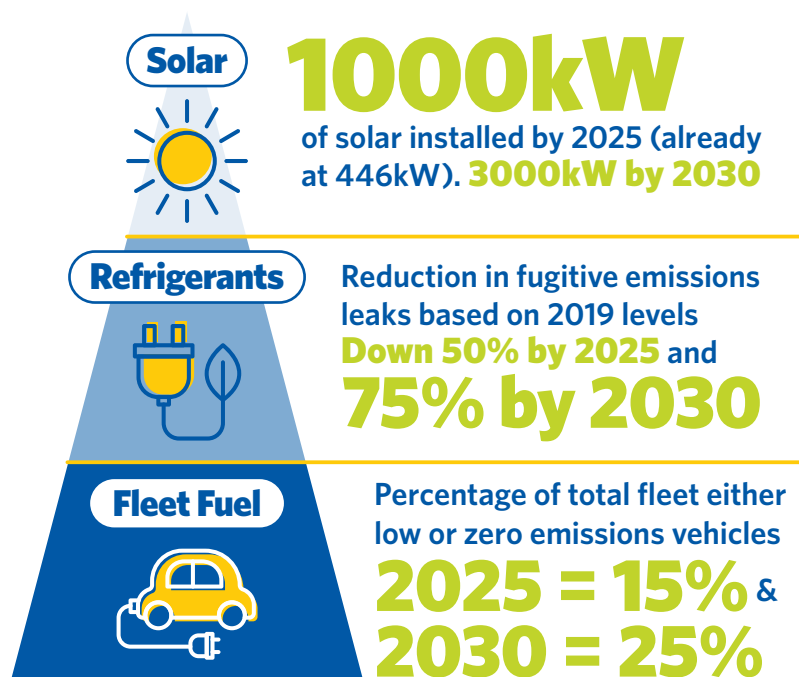 Solar
1000kW
of solar installed by 2025 (already
at 446kW). 3000kW by 2030
Refrigerants
Reduction in fugitive emissions
leaks based on 2019 levels
Down 50% by 2025 and
75% by 2030
Fleet Fuel
Percentage of total fleet either
low or zero emissions vehicles
2025 = 15% &
2030 = 25%